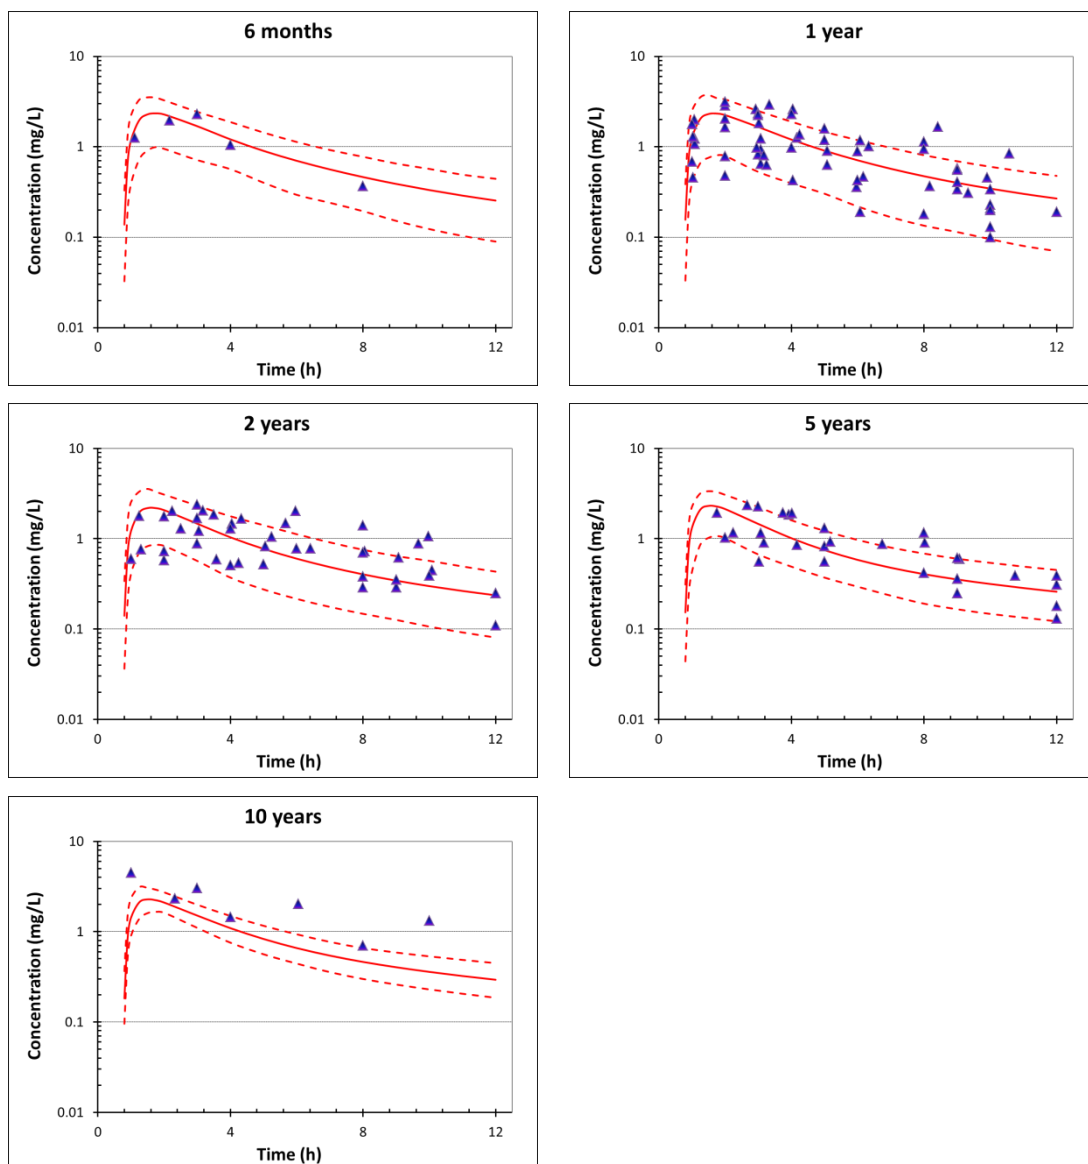 6 months
10
1
0.1
0.01
0 4 8 12
Concentration (mg/L)
Time (h)
1 year
10
1
0.1
0.01
0 4 8 12
Concentration (mg/L)
Time (h)
2 years
10
1
0.1
0.01
0 4 8 12
Concentration (mg/L)
Time (h)
5 years
10
1
0.1
0.01
0 4 8 12
Concentration (mg/L)
Time (h)
10 years
10
1
0.1
0.01
0 4 8 12
Concentration (mg/L)
Time (h)